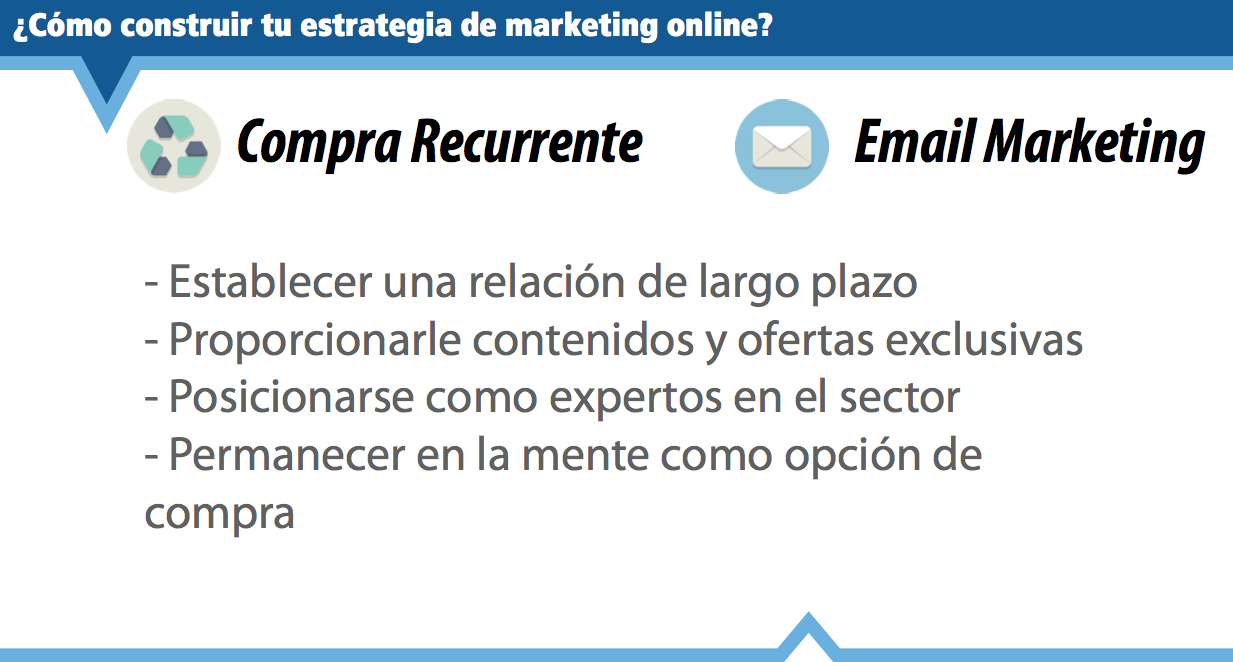 ¿Cómo construir tu estrategia de marketing online?
Compra Recurrente
Email Marketing
- Establecer una relación de largo plazo
- Proporcionarle contenidos y ofertas exclusivas
- Posicionarse como expertos en el sector
- Permanecer en la mente como opción de
compra